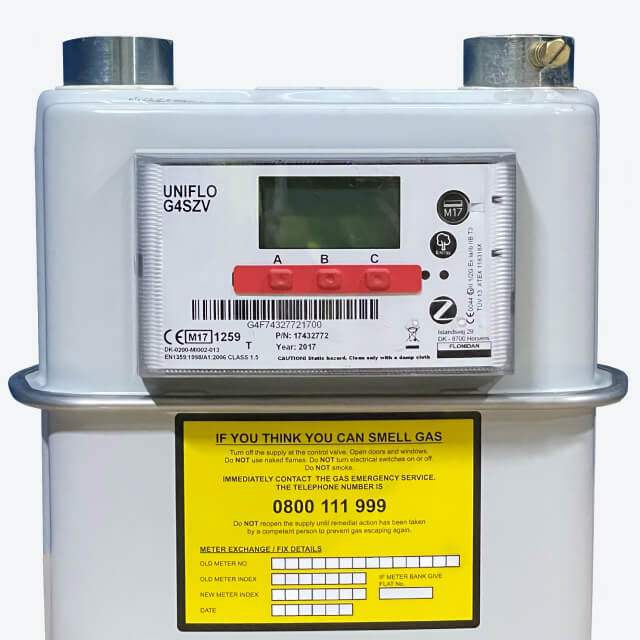 UNIFLO
G4SZV
M17
A B C
G4F74327721700
CE M17 1259 T
P/N: 17432772
Year: 2017
DK-0200-MI002-013
EN1359:1998/A1:2006 CLASS 1.5
CAUTION! Static hazard. Clean only with a damp cloth
Islandsvej 29
DK - 8700 Horsens
FLONIDAN
CE 0044
IF YOU THINK YOU CAN SMELL GAS
Turn off the supply at the control valve. Open doors and windows.
Do NOT use naked flames. Do NOT turn electrical switches on or off.
Do NOT smoke.
IMMEDIATELY CONTACT THE GAS EMERGENCY SERVICE.
THE TELEPHONE NUMBER IS
0800 111 999
Do NOT reopen the supply until remedial action has been taken
by a competent person to prevent gas escaping again.
METER EXCHANGE / FIX DETAILS
OLD METER NO
OLD METER INDEX
IF METER BANK GIVE
FLAT No.
NEW METER INDEX
DATE